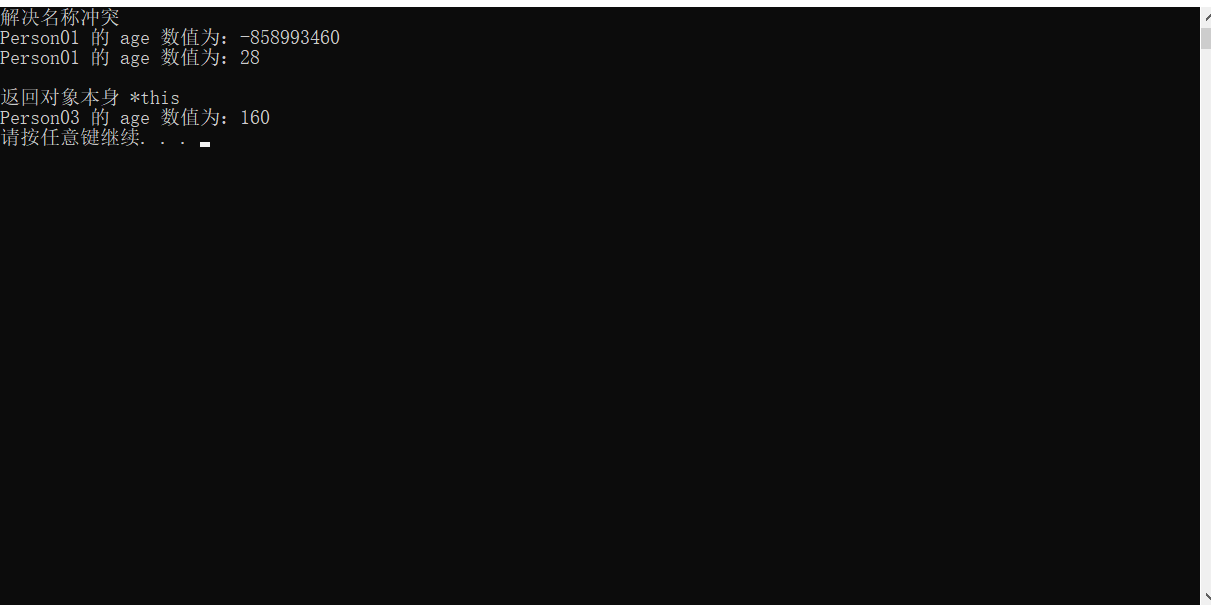 解决名称冲突
Person01 的 age 数值为：-858993460
Person01 的 age 数值为：28
返回对象本身 *this
Person03 的 age 数值为：160
请按任意键继续. . .